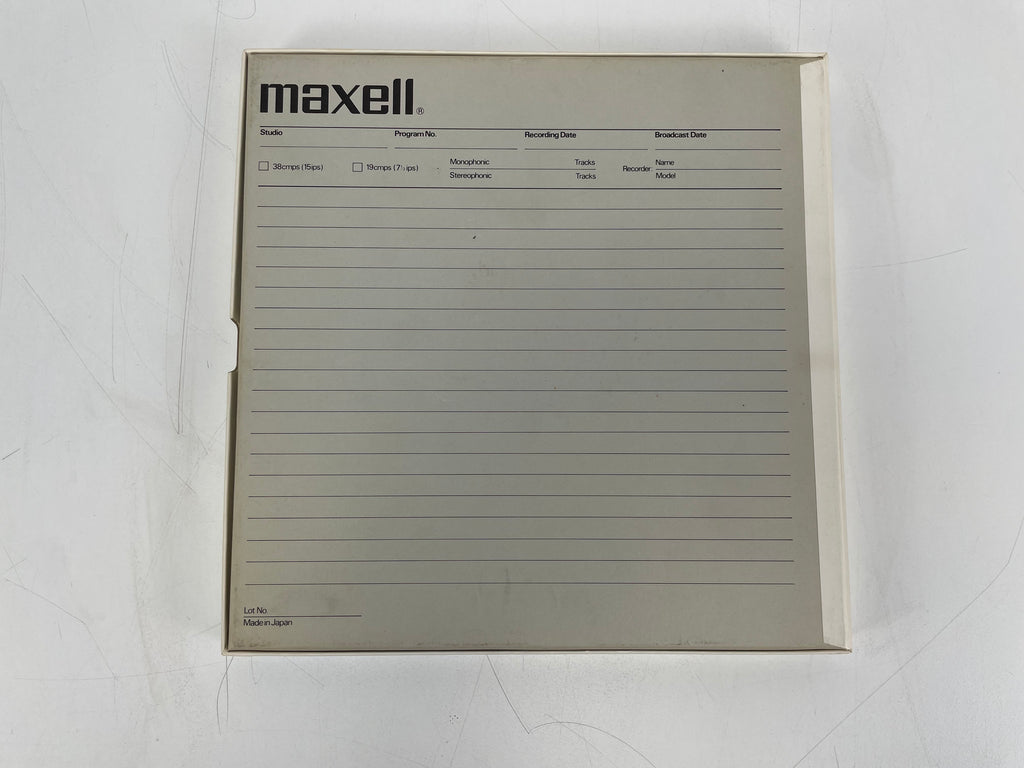 maxell®
Studio Program No. Recording Date Broadcast Date
38cmps (15ips) 19cmps (7½ips) Monophonic Tracks Recorder: Name
Stereophonic Tracks Model
Lot No.
Made in Japan